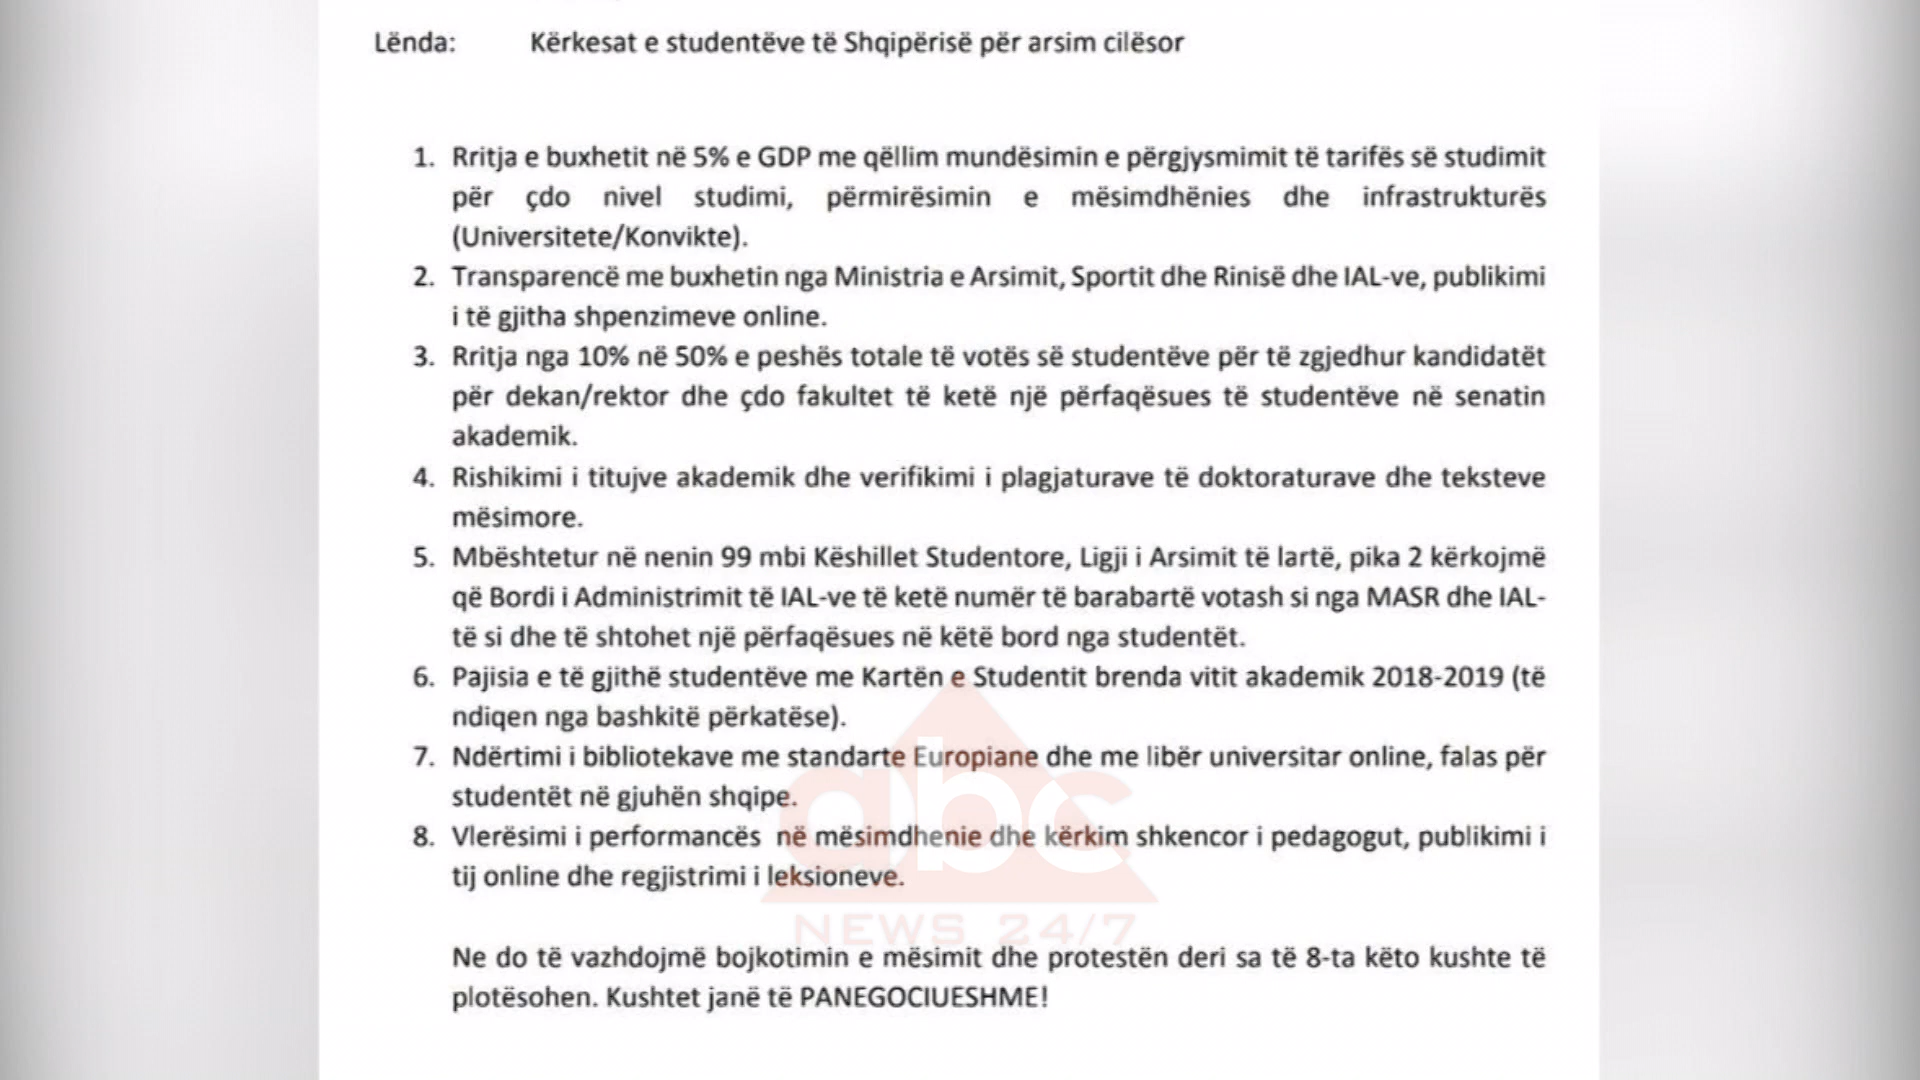 Lënda: Kërkesat e studentëve të Shqipërisë për arsim cilësor
1. Rritja e buxhetit në 5% e GDP me qëllim mundësimin e përgjysmimit të tarifës së studimit
për çdo nivel studimi, përmirësimin e mësimdhënies dhe infrastrukturës
(Universitete/Konvikte).
2. Transparencë me buxhetin nga Ministria e Arsimit, Sportit dhe Rinisë dhe IAL-ve, publikimi
i të gjitha shpenzimeve online.
3. Rritja nga 10% në 50% e peshës totale të votës së studentëve për të zgjedhur kandidatët
për dekan/rektor dhe çdo fakultet të ketë një përfaqësues të studentëve në senatin
akademik.
4. Rishikimi i titujve akademik dhe verifikimi i plagjaturave të doktoraturave dhe teksteve
mësimore.
5. Mbështetur në nenin 99 mbi Këshillet Studentore, Ligji i Arsimit të lartë, pika 2 kërkojmë
që Bordi i Administrimit të IAL-ve të ketë numër të barabartë votash si nga MASR dhe IAL-
të si dhe të shtohet një përfaqësues në këtë bord nga studentët.
6. Pajisia e të gjithë studentëve me Kartën e Studentit brenda vitit akademik 2018-2019 (të
ndiqen nga bashkitë përkatëse).
7. Ndërtimi i bibliotekave me standarte Europiane dhe me libër universitar online, falas për
studentët në gjuhën shqipe.
8. Vlerësimi i performancës në mësimdhenie dhe kërkim shkencor i pedagogut, publikimi i
tij online dhe regjistrimi i leksioneve.
abc
NEWS 24/7
Ne do të vazhdojmë bojkotimin e mësimit dhe protestën deri sa të 8-ta këto kushte të
plotësohen. Kushtet janë të PANEGOCIUESHME!